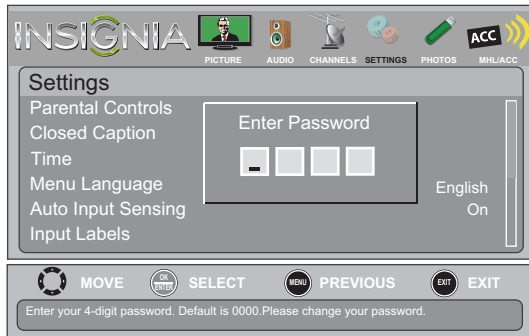 INSIGNIA
PICTURE AUDIO CHANNELS SETTINGS PHOTOS ACC MHL/ACC
Settings
Parental Controls
Closed Caption
Time
Menu Language English
Auto Input Sensing On
Input Labels
Enter Password
MOVE OK ENTER SELECT MENU PREVIOUS EXIT EXIT
Enter your 4-digit password. Default is 0000.Please change your password.